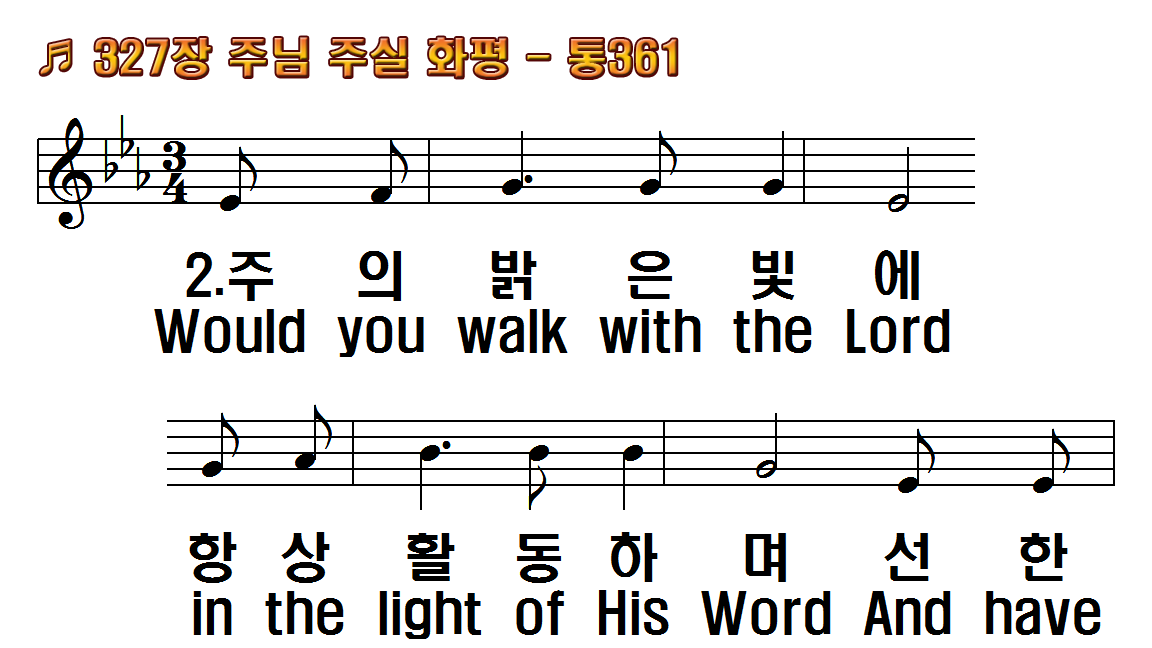 ♬ 327장 주님 주실 화평 - 통361
3
4
2.주 의 밝 은 빛 에
Would you walk with the Lord
항 상 활 동 하 며 선 한
in the light of His Word And have